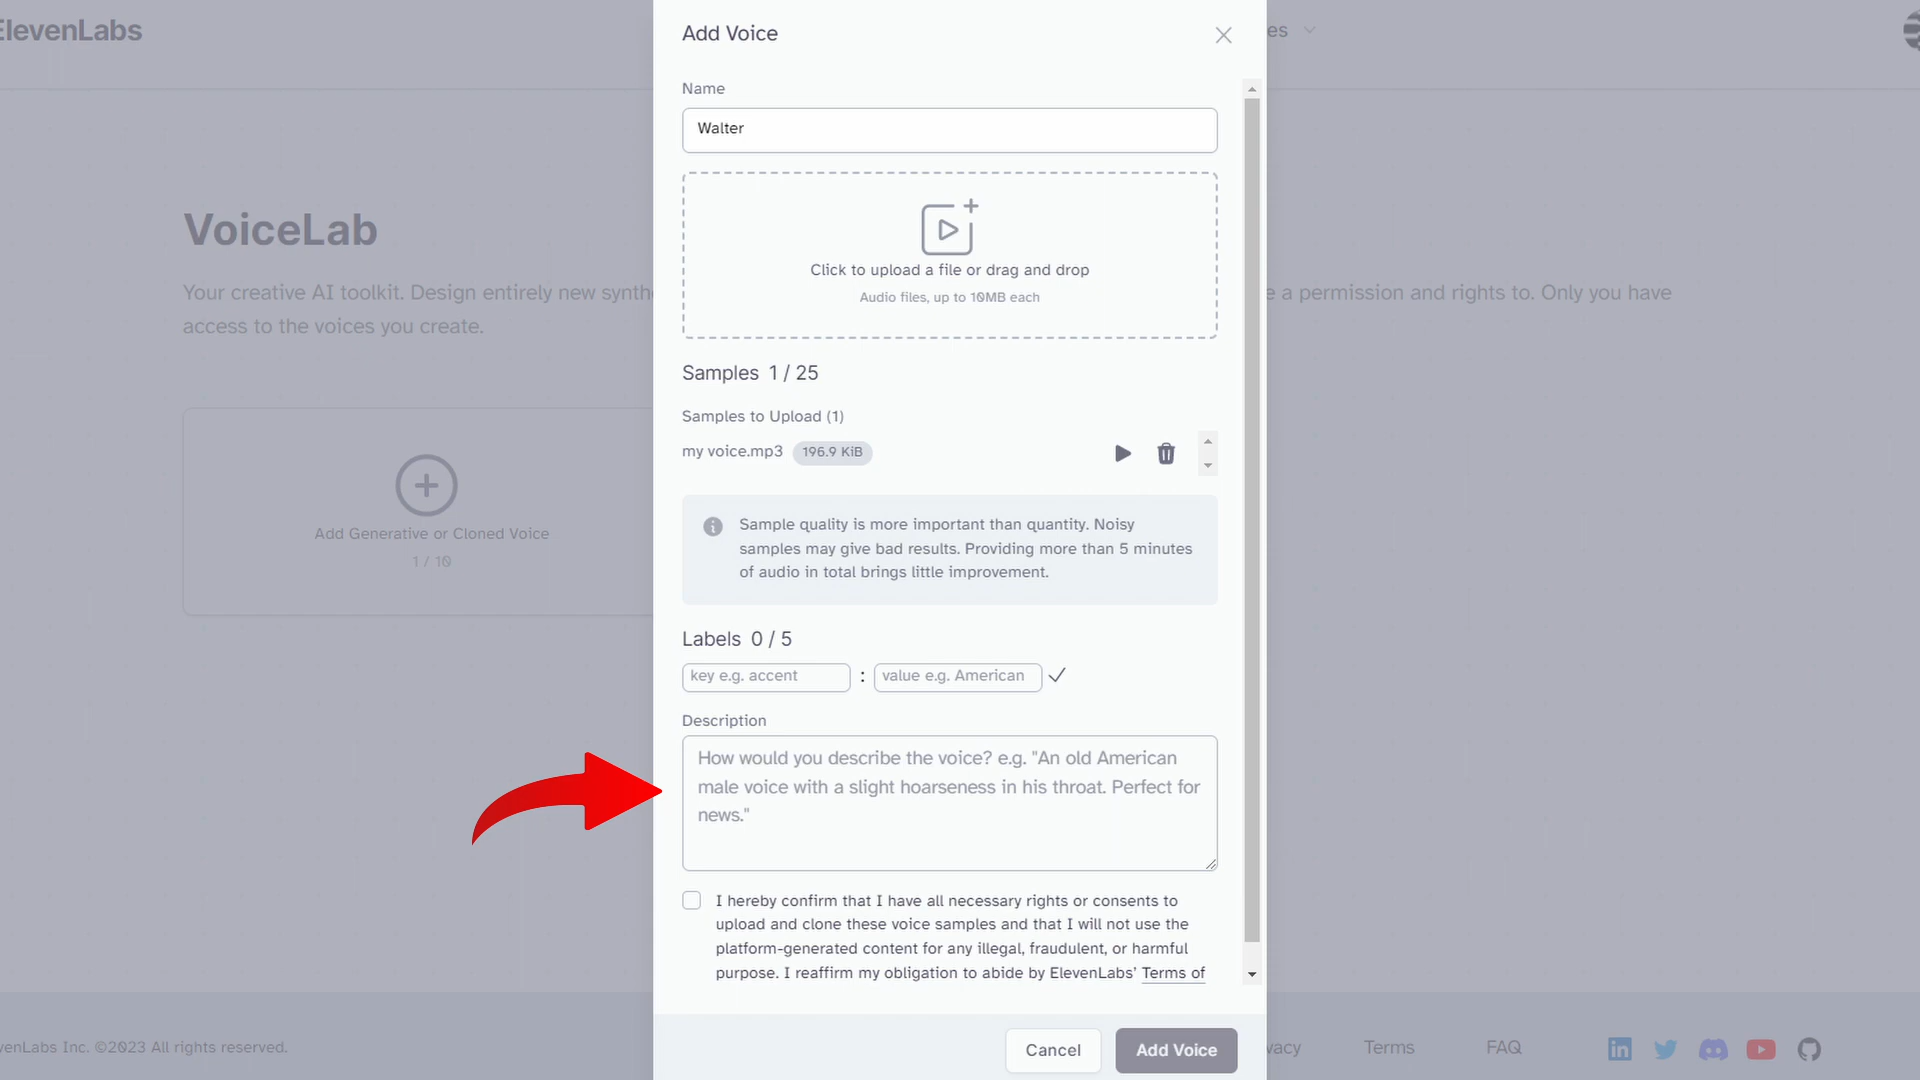 ElevenLabs
Add Voice
es
Name
Walter
Click to upload a file or drag and drop
Audio files, up to 10MB each
VoiceLab
Your creative AI toolkit. Design entirely new synthe
e a permission and rights to. Only you have
access to the voices you create.
Samples 1 / 25
Samples to Upload (1)
my voice.mp3 196.9 KiB
Add Generative or Cloned Voice
1 / 10
Sample quality is more important than quantity. Noisy
samples may give bad results. Providing more than 5 minutes
of audio in total brings little improvement.
Labels 0 / 5
key e.g. accent : value e.g. American
Description
How would you describe the voice? e.g. "An old American
male voice with a slight hoarseness in his throat. Perfect for
news."
I hereby confirm that I have all necessary rights or consents to
upload and clone these voice samples and that I will not use the
platform-generated content for any illegal, fraudulent, or harmful
purpose. I reaffirm my obligation to abide by ElevenLabs’ Terms of
Cancel Add Voice
venLabs Inc. ©2023 All rights reserved.
vacy Terms FAQ